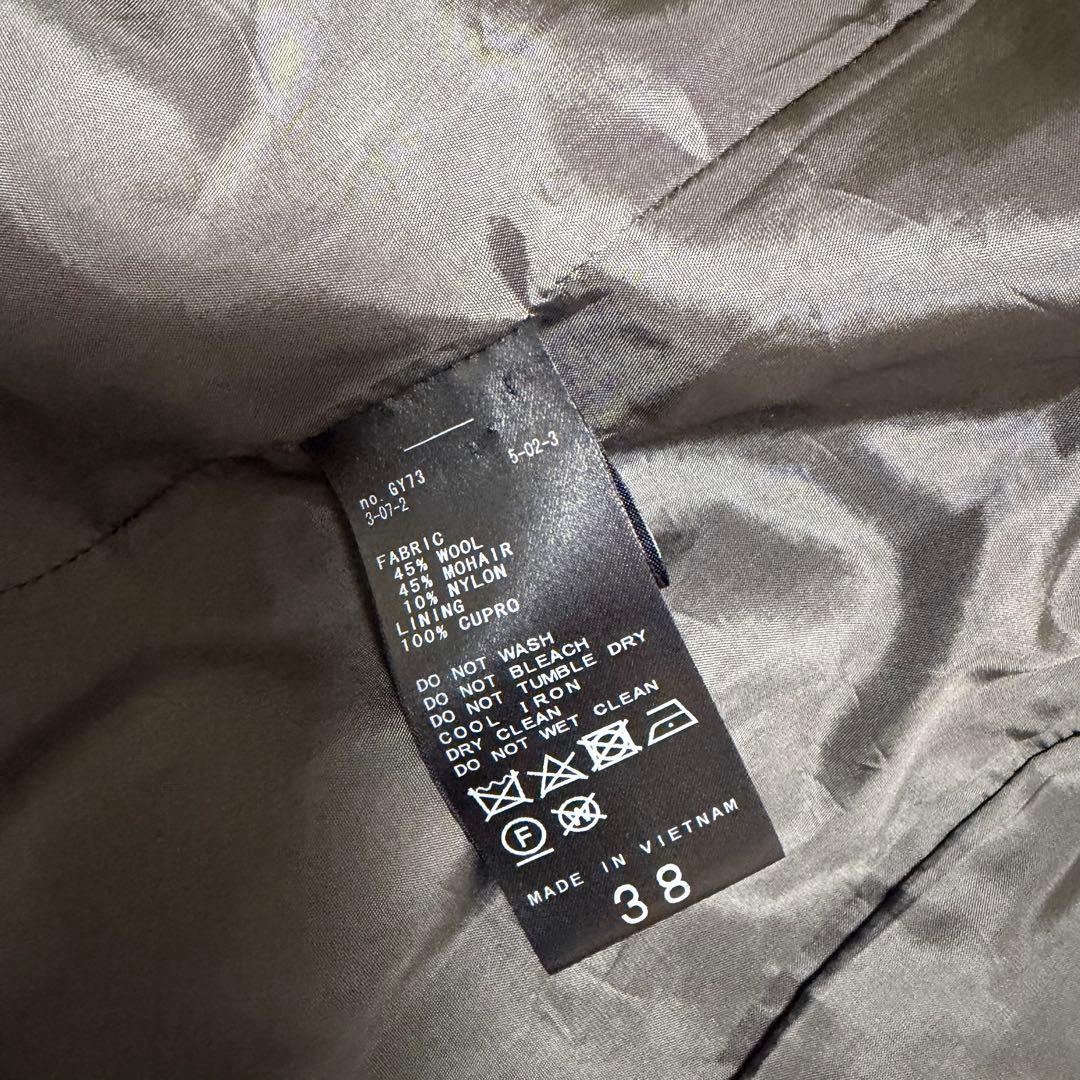 no. GY73
3-07-2
5-02-3
FABRIC
45% WOOL
45% MOHAIR
10% NYLON
LINING
100% CUPRO
DO NOT WASH
DO NOT BLEACH
DO NOT TUMBLE DRY
COOL IRON
DRY CLEAN
DO NOT WET CLEAN
F W
MADE IN VIETNAM
38